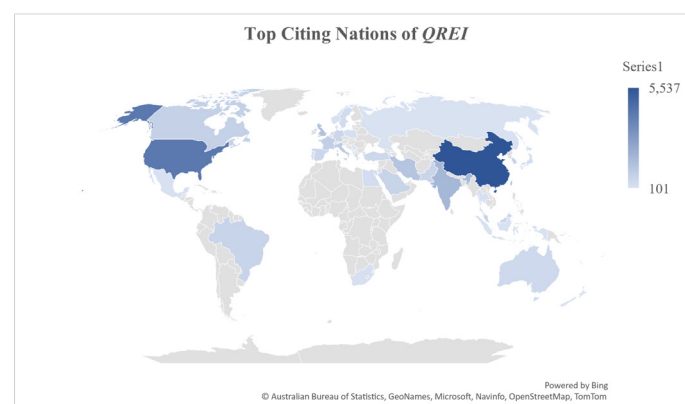 Top Citing Nations of QREI
Series1
5,537
101
Powered by Bing
© Australian Bureau of Statistics, GeoNames, Microsoft, Navinfo, OpenStreetMap, TomTom